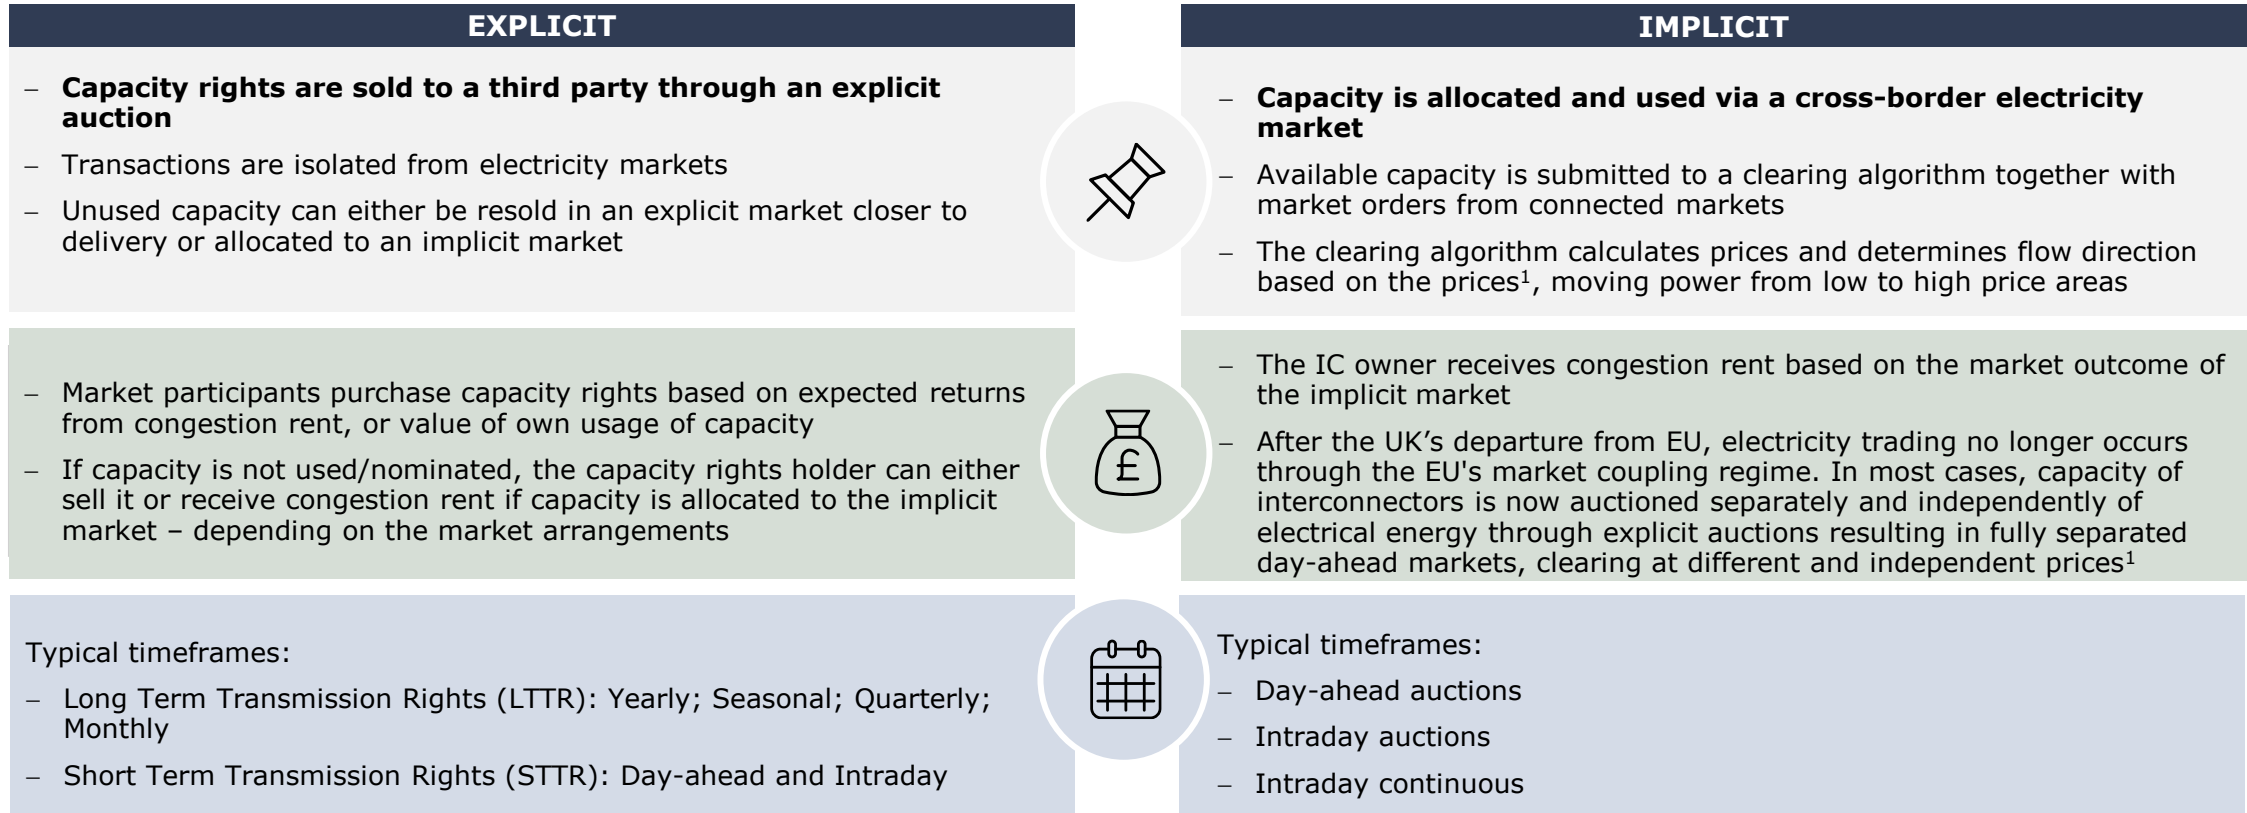 EXPLICIT
– Capacity rights are sold to a third party through an explicit
auction
– Transactions are isolated from electricity markets
– Unused capacity can either be resold in an explicit market closer to
delivery or allocated to an implicit market
– Market participants purchase capacity rights based on expected returns
from congestion rent, or value of own usage of capacity
– If capacity is not used/nominated, the capacity rights holder can either
sell it or receive congestion rent if capacity is allocated to the implicit
market – depending on the market arrangements
Typical timeframes:
– Long Term Transmission Rights (LTTR): Yearly; Seasonal; Quarterly;
Monthly
– Short Term Transmission Rights (STTR): Day-ahead and Intraday
£
IMPLICIT
– Capacity is allocated and used via a cross-border electricity
market
– Available capacity is submitted to a clearing algorithm together with
market orders from connected markets
– The clearing algorithm calculates prices and determines flow direction
based on the prices¹, moving power from low to high price areas
– The IC owner receives congestion rent based on the market outcome of
the implicit market
– After the UK’s departure from EU, electricity trading no longer occurs
through the EU's market coupling regime. In most cases, capacity of
interconnectors is now auctioned separately and independently of
electrical energy through explicit auctions resulting in fully separated
day-ahead markets, clearing at different and independent prices¹
Typical timeframes:
– Day-ahead auctions
– Intraday auctions
– Intraday continuous